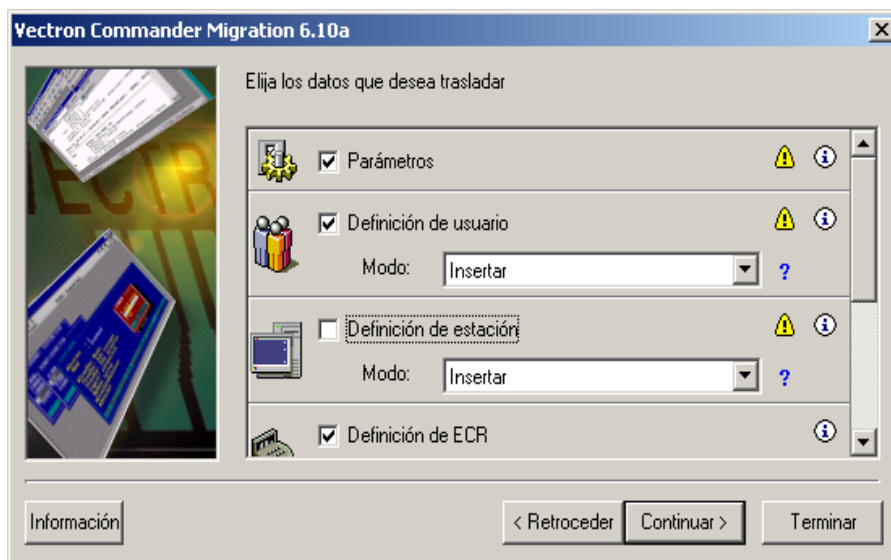 Vectron Commander Migration 6.10a
Elija los datos que desea trasladar
Parámetros
Definición de usuario
Modo: Insertar
?
Definición de estación
Modo: Insertar
?
Definición de ECR
Información
< Retroceder
Continuar >
Terminar